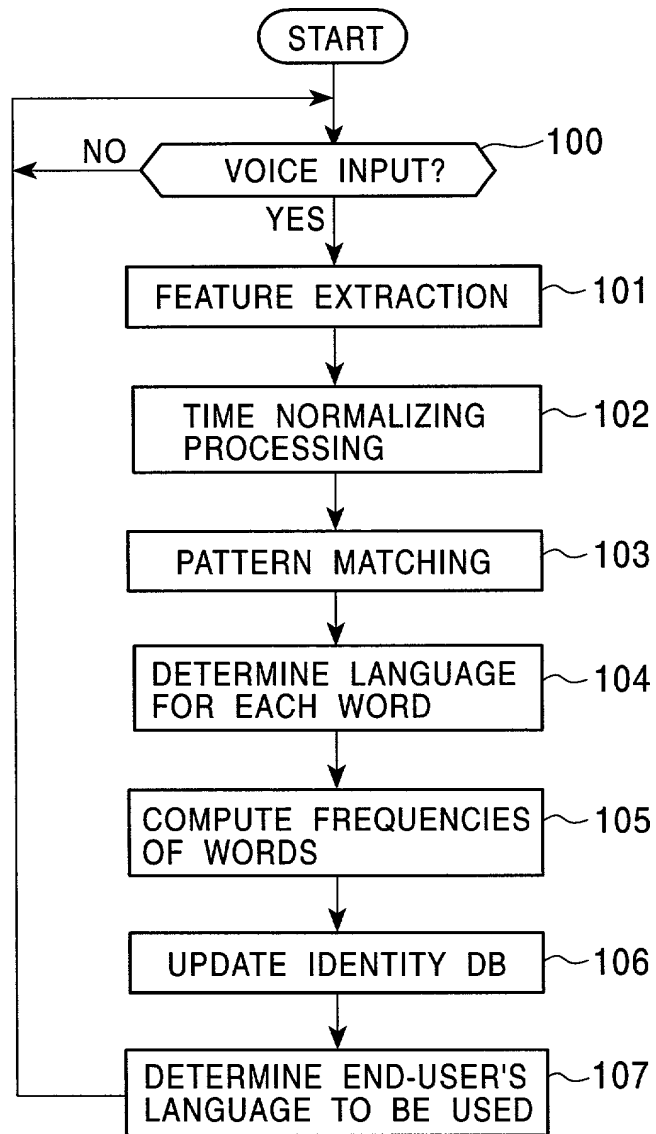 START
VOICE INPUT?
100
NO
YES
FEATURE EXTRACTION
101
TIME NORMALIZING
PROCESSING
102
PATTERN MATCHING
103
DETERMINE LANGUAGE
FOR EACH WORD
104
COMPUTE FREQUENCIES
OF WORDS
105
UPDATE IDENTITY DB
106
DETERMINE END-USER'S
LANGUAGE TO BE USED
107